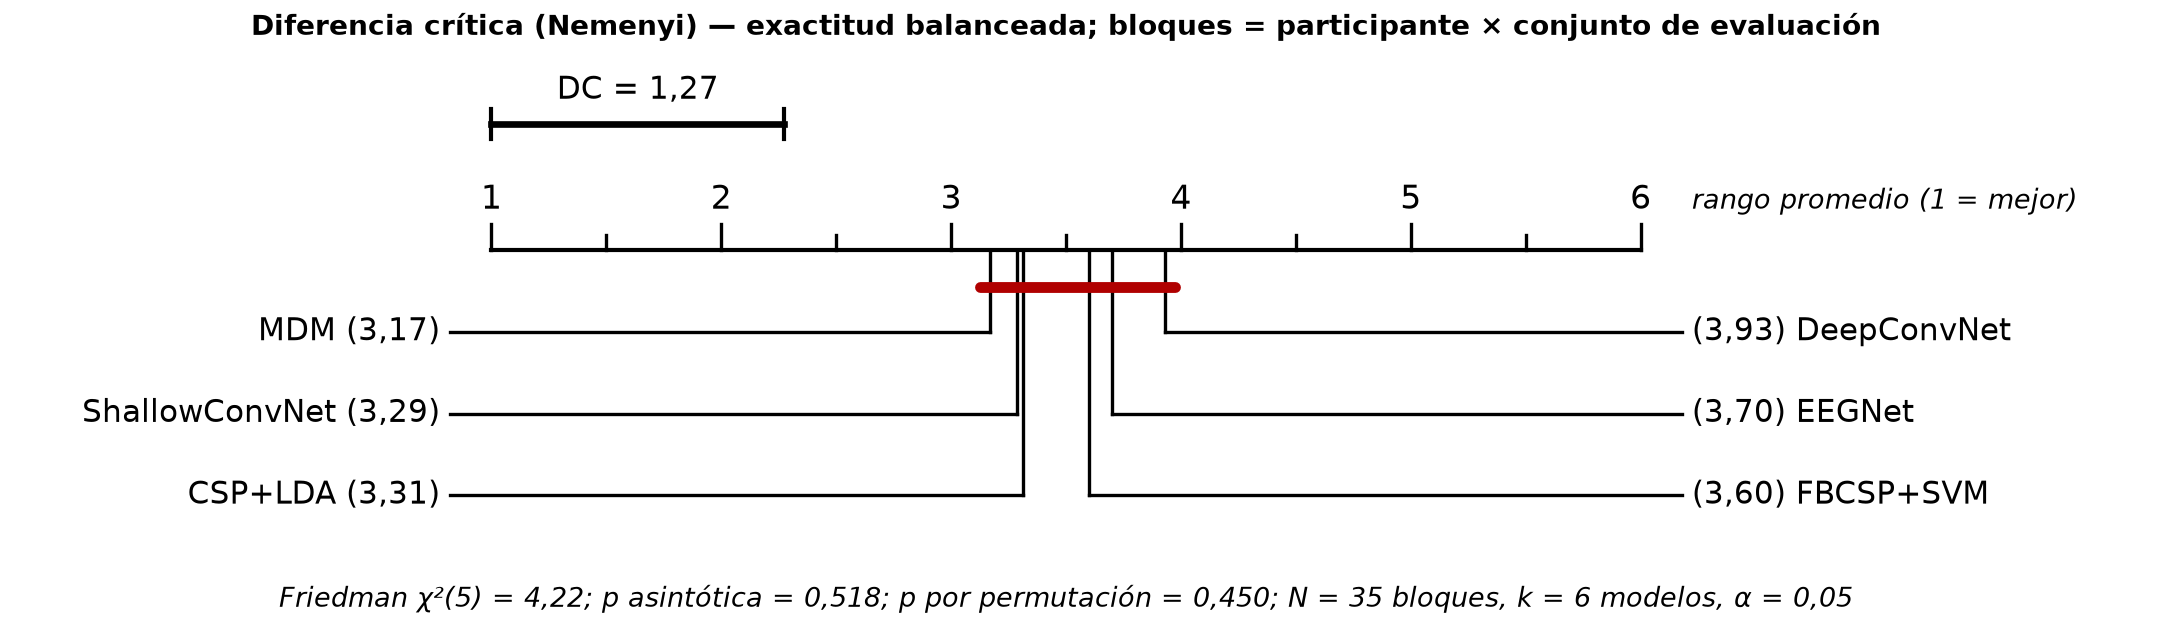 Diferencia crítica (Nemenyi) — exactitud balanceada; bloques = participante × conjunto de evaluación
DC = 1,27
1 2 3 4 5 6 rango promedio (1 = mejor)
MDM (3,17) (3,93) DeepConvNet
ShallowConvNet (3,29) (3,70) EEGNet
CSP+LDA (3,31) (3,60) FBCSP+SVM
Friedman χ²(5) = 4,22; p asintótica = 0,518; p por permutación = 0,450; N = 35 bloques, k = 6 modelos, α = 0,05